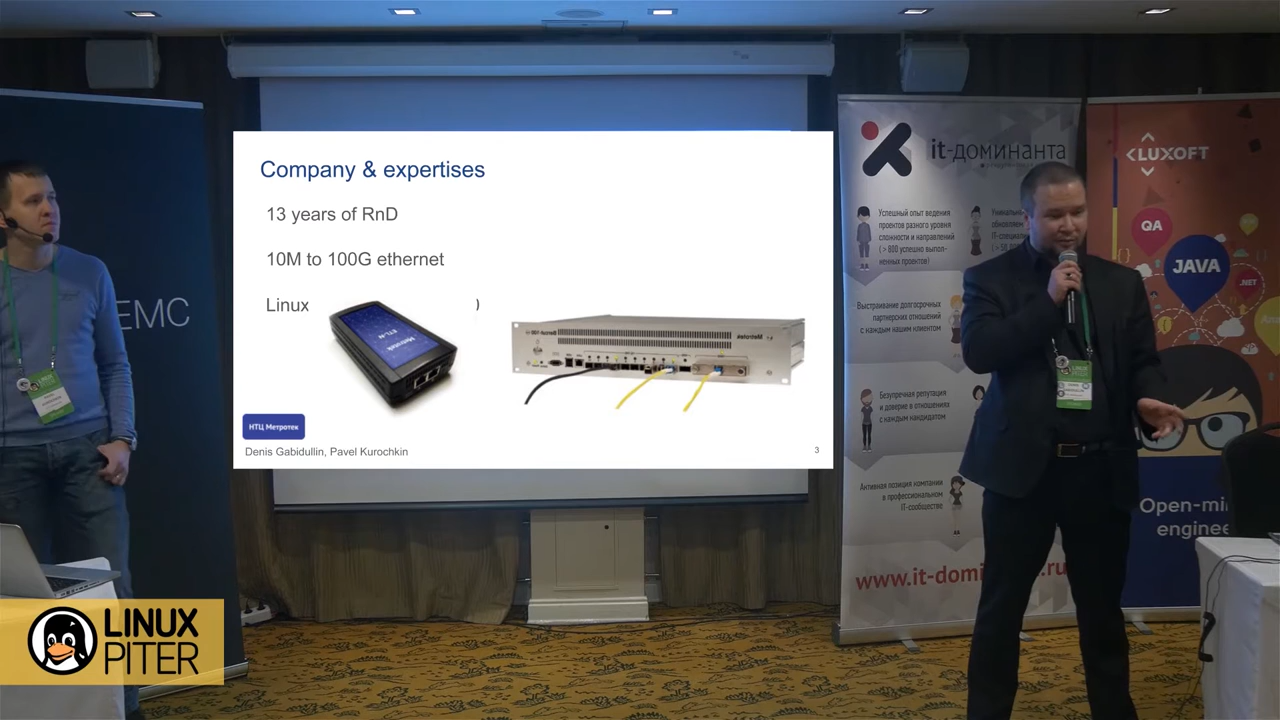 Company & expertises
13 years of RnD
10M to 100G ethernet
Linux
НТЦ Метротек
Denis Gabidullin, Pavel Kurochkin
3
EMC
LINUX
PITER
it-доминанта
Успешный опыт ведения
проектов разного уровня
сложности и направлений
( > 800 успешно выпол-
ненных проектов)
Выстраивание долгосрочных
партнерских отношений
с каждым нашим клиентом
Безупречная репутация
и доверие в отношениях
с каждым кандидатом
Активная позиция компании
в профессиональном
IT-сообществе
www.it-domi
.ru
LUXOFT
QA
JAVA
.NET
Open-mi
enginee